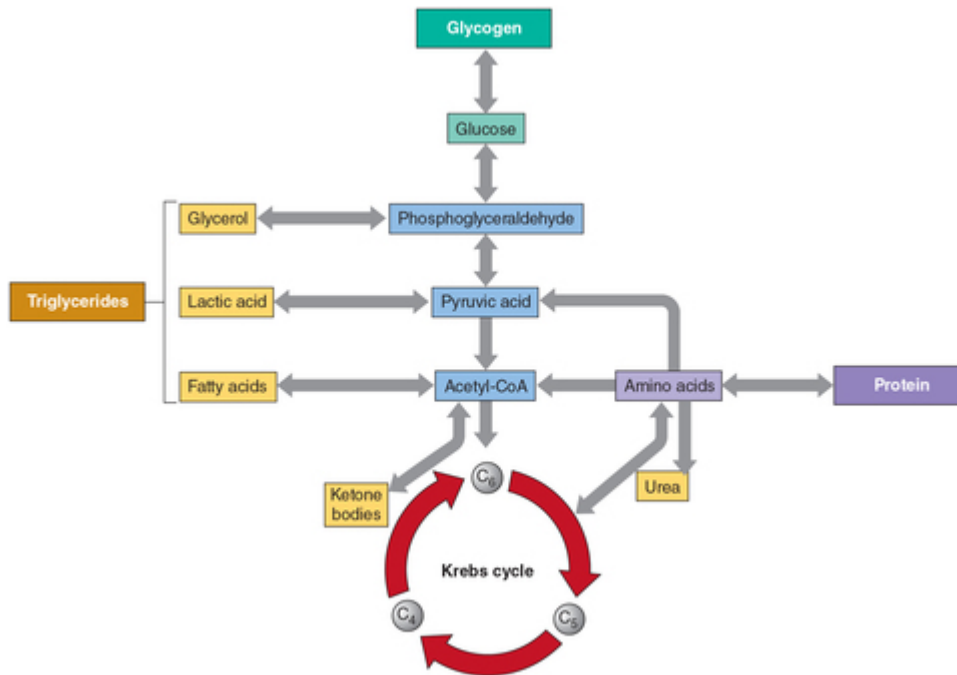 Glycogen
Glucose
Glycerol
Phosphoglyceraldehyde
Triglycerides
Lactic acid
Pyruvic acid
Fatty acids
Acetyl-CoA
Amino acids
Protein
Ketone
bodies
C6
Urea
Krebs cycle
C4
C5